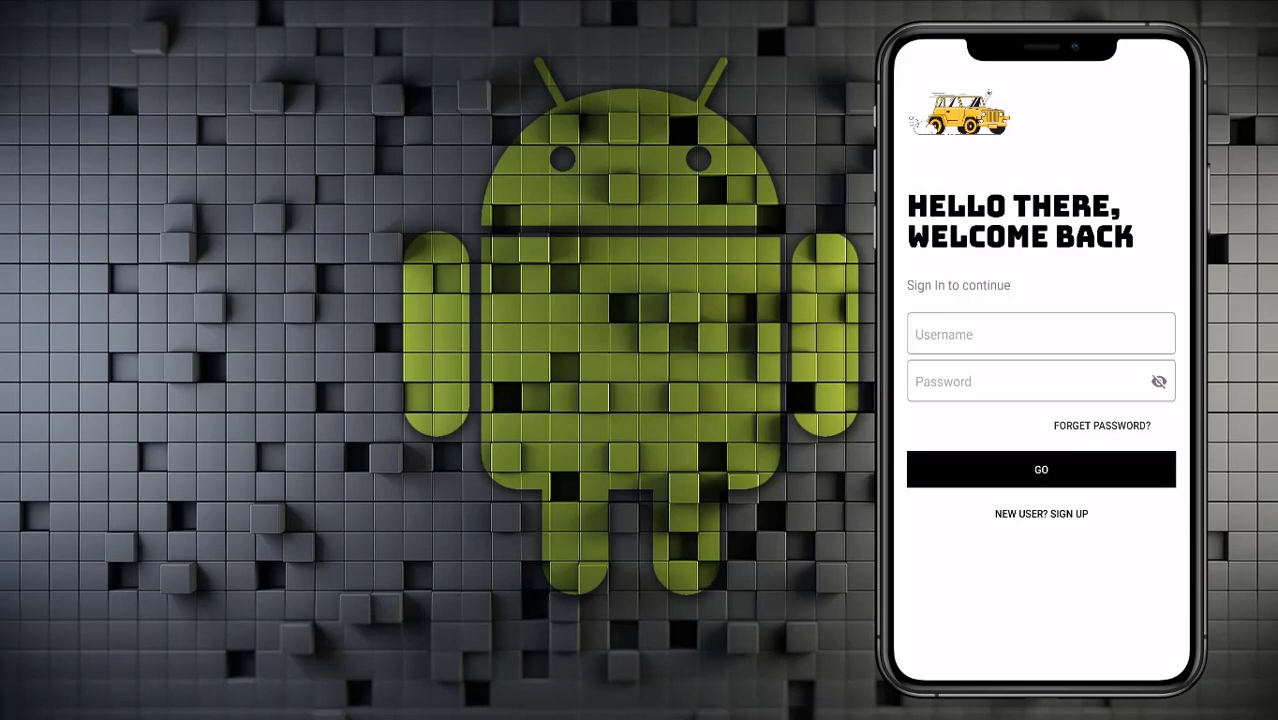 HELLO THERE,
WELCOME BACK
Sign In to continue
Username
Password
FORGET PASSWORD?
GO
NEW USER? SIGN UP